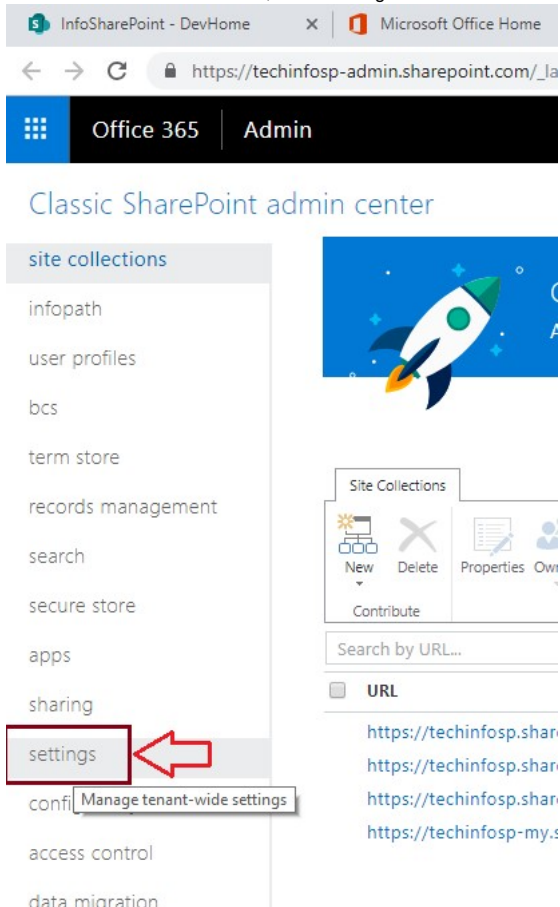 InfoSharePoint - DevHome
Microsoft Office Home
https://techinfosp-admin.sharepoint.com/_la
Office 365 Admin
Classic SharePoint admin center
site collections
infopath
user profiles
bcs
term store
records management
search
secure store
apps
sharing
settings
Manage tenant-wide settings
access control
data migration
Site Collections
New
Delete
Properties
Contribute
Search by URL...
URL
https://techinfosp.share
https://techinfosp.share
https://techinfosp.share
https://techinfosp-my.s